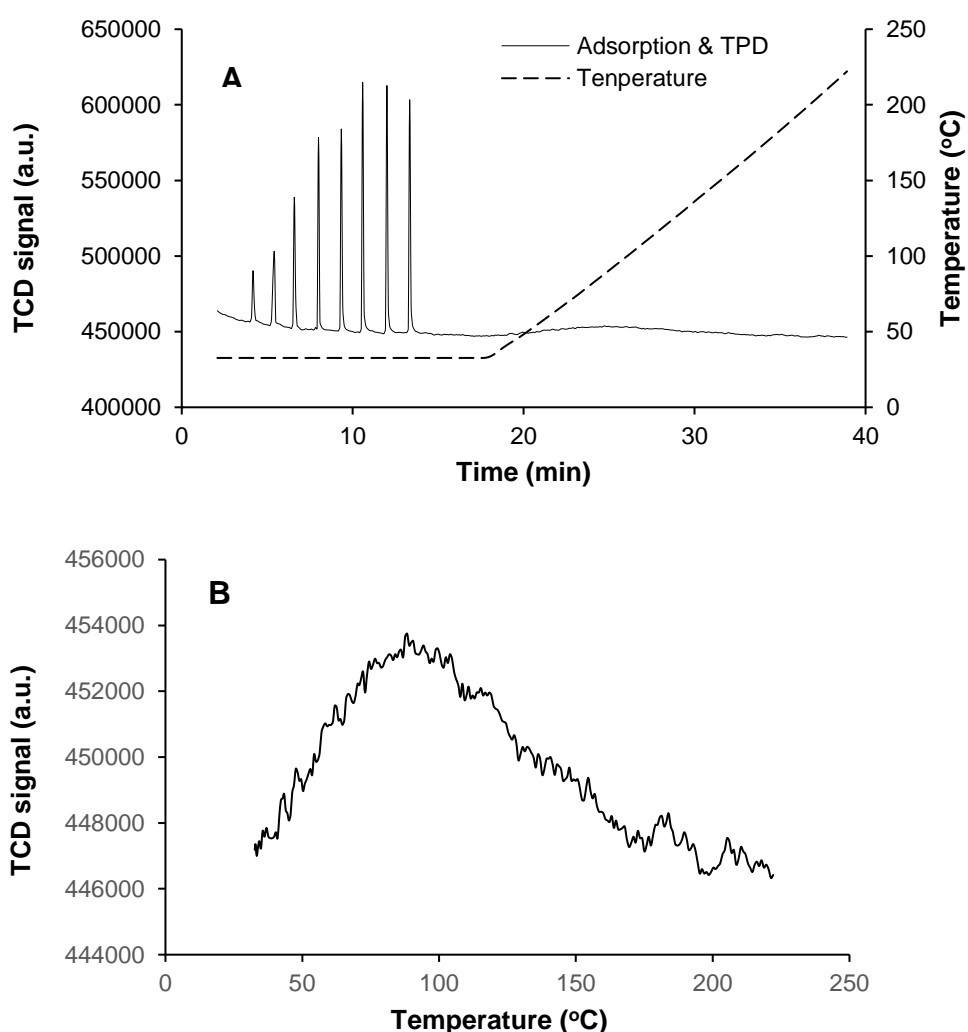 A
Adsorption & TPD
Tenperature
TCD signal (a.u.)
650000
600000
550000
500000
450000
400000
250
200
150
100
50
0
Temperature (ºC)
0 10 20 30 40
Time (min)
B
TCD signal (a.u.)
456000
454000
452000
450000
448000
446000
444000
0 50 100 150 200 250
Temperature (ºC)